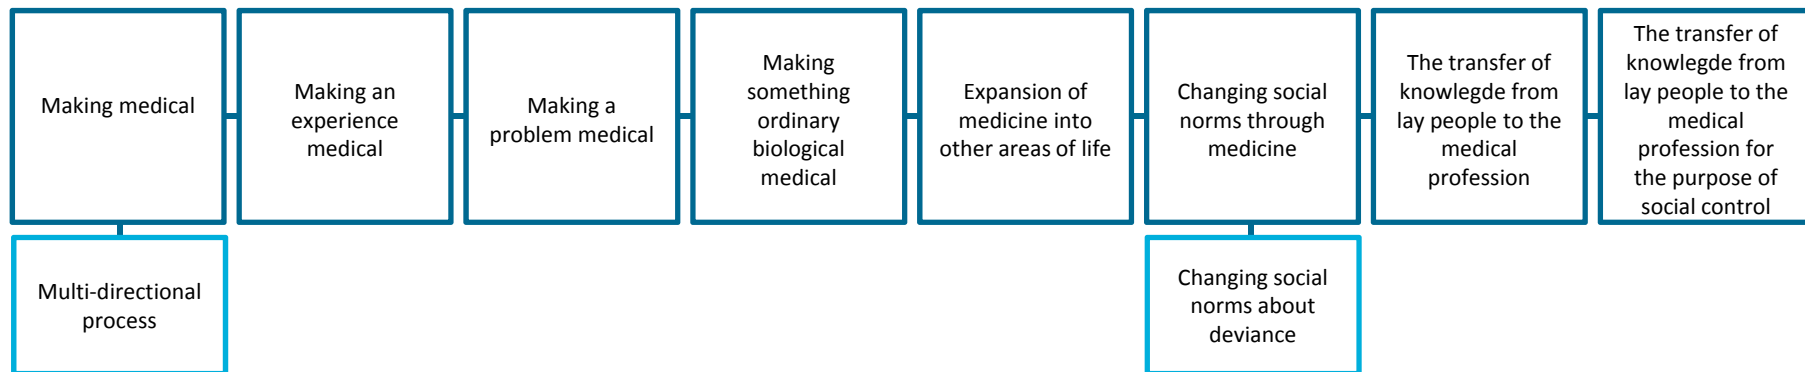 Making medical
Making an
experience
medical
Making a
problem medical
Making
something
ordinary
biological
medical
Expansion of
medicine into
other areas of life
Changing social
norms through
medicine
The transfer of
knowlegde from
lay people to the
medical
profession
The transfer of
knowlegde from
lay people to the
medical
profession for
the purpose of
social control
Multi-directional
process
Changing social
norms about
deviance